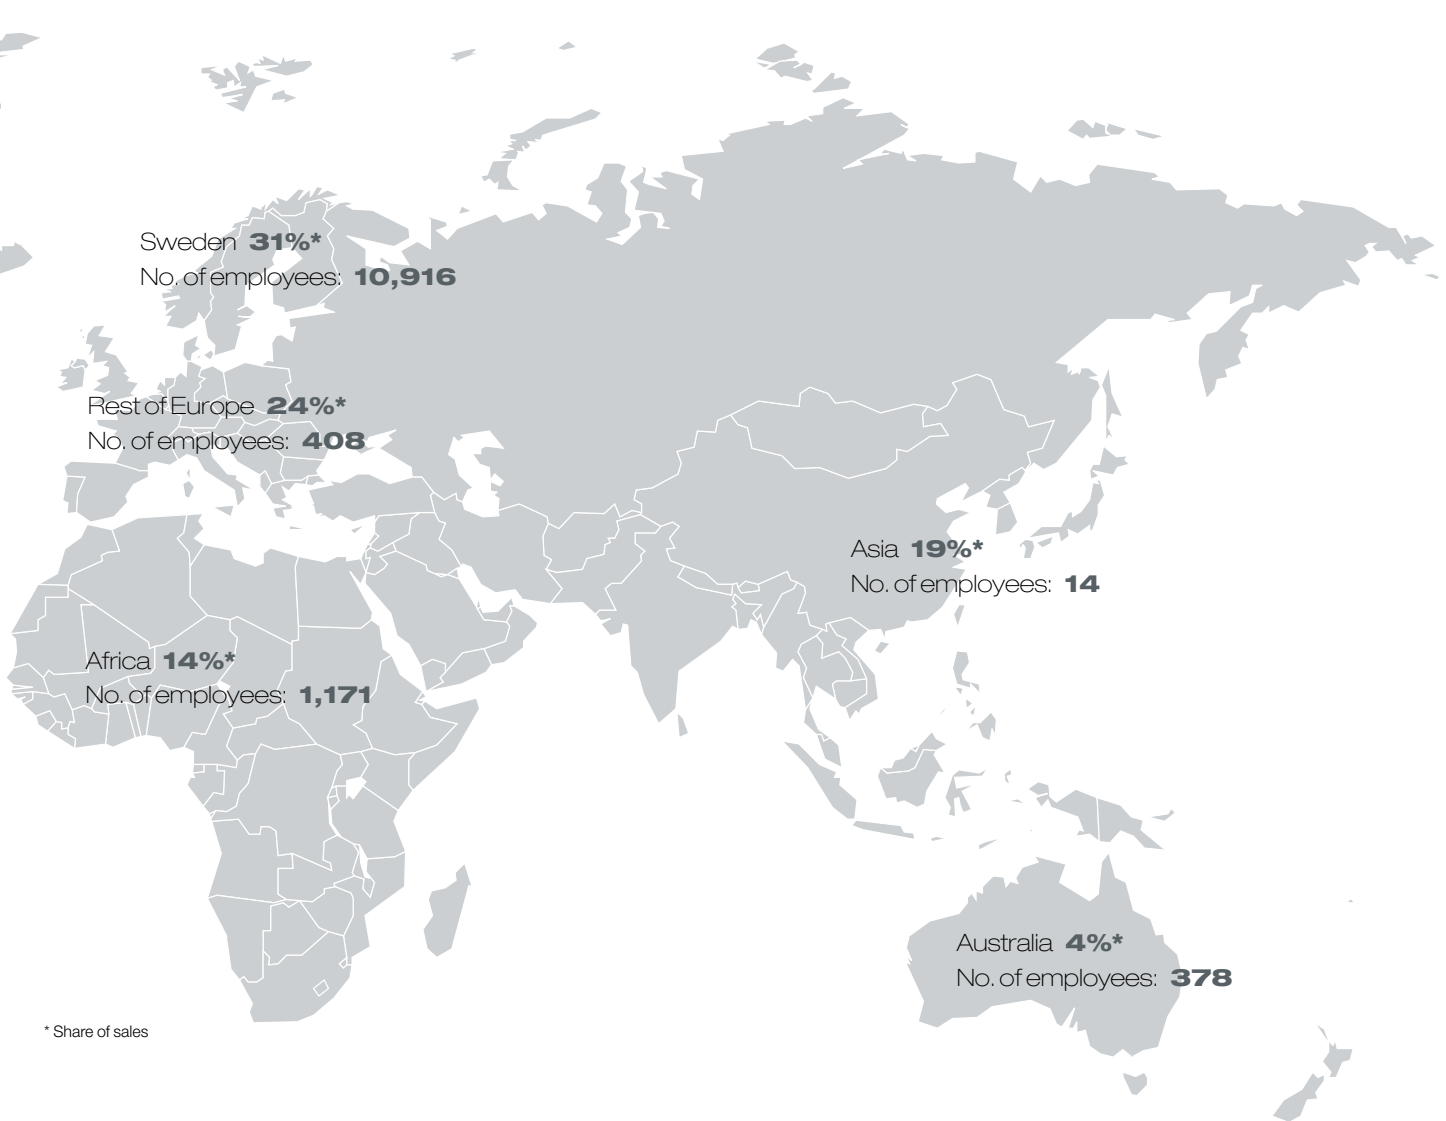 Sweden 31%*
No. of employees: 10,916
Rest of Europe 24%*
No. of employees: 408
Asia 19%*
No. of employees: 14
Africa 14%*
No. of employees: 1,171
Australia 4%*
No. of employees: 378
* Share of sales